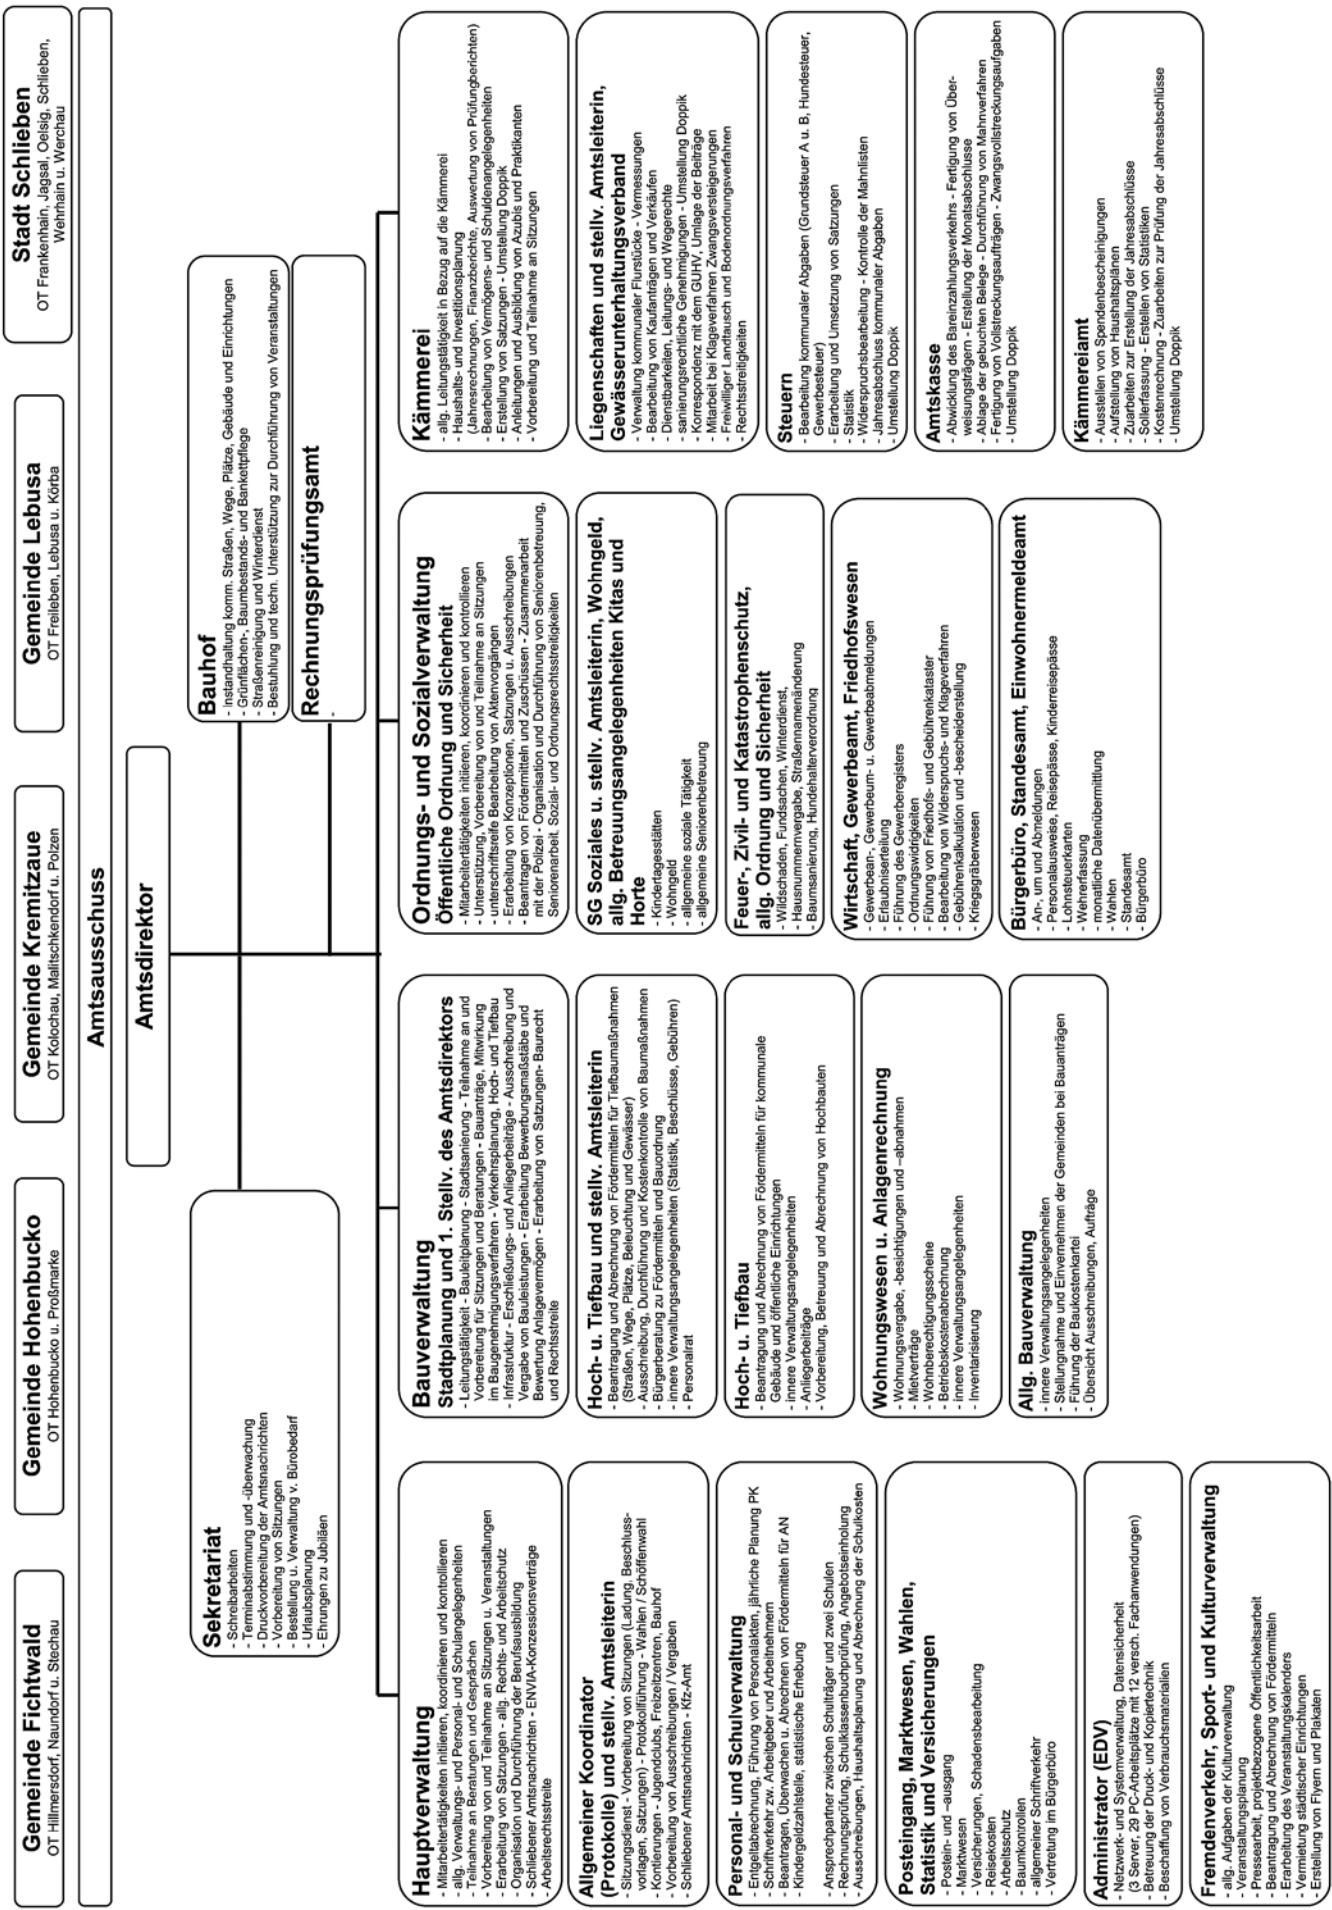 Gemeinde Fichtwald
OT Hillmersdorf, Naundorf u. Stechau
Gemeinde Hohenbucko
OT Hohenbucko u. Proßmarke
Gemeinde Kremitzaue
OT Kolochau, Malitschkendorf u. Polzen
Gemeinde Lebusa
OT Freileben, Lebusa u. Körba
Stadt Schlieben
OT Frankenhain, Jagsal, Oelsig, Schlieben,
Wehrhain u. Werchau
Amtsausschuss
Amtsdirektor
Sekretariat
- Schreibarbeiten
- Terminabstimmung und -überwachung
- Druckvorbereitung der Amtsnachrichten
- Vorbereitung von Sitzungen
- Bestellung u. Verwaltung v. Bürobedarf
- Urlaubsplanung
- Ehrungen zu Jubiläen
Bauhof
- Instandhaltung komm. Straßen, Wege, Plätze, Gebäude und Einrichtungen
- Grünflächen-, Baumbestands- und Bankettpflege
- Straßenreinigung und Winterdienst
- Bestuhlung und techn. Unterstützung zur Durchführung von Veranstaltungen
Rechnungsprüfungsamt
-
Hauptverwaltung
- Mitarbeitertätigkeiten initiieren, koordinieren und kontrollieren
- allg. Verwaltungs- und Personal- und Schulangelegenheiten
- Teilnahme an Beratungen und Gesprächen
- Vorbereitung von und Teilnahme an Sitzungen u. Veranstaltungen
- Erarbeitung von Satzungen - allg. Rechts- und Arbeitschutz
- Organisation und Durchführung der Berufsausbildung
- Schliebener Amtsnachrichten - ENVIA-Konzessionsverträge
- Arbeitsrechtsstreite
Allgemeiner Koordinator
(Protokolle) und stellv. Amtsleiterin
- Sitzungsdienst - Vorbereitung von Sitzungen (Ladung, Beschluss-
vorlagen, Satzungen) - Protokollführung - Wahlen / Schöffenwahl
- Kontierungen - Jugendclubs, Freizeitzentren, Bauhof
- Vorbereitung von Ausschreibungen / Vergaben
- Schliebener Amtsnachrichten - Kfz-Amt
Personal- und Schulverwaltung
- Entgeltabrechnung, Führung von Personalakten, jährliche Planung PK
- Schriftverkehr zw. Arbeitgeber und Arbeitnehmern
- Beantragen, Überwachen u. Abrechnen von Fördermitteln für AN
- Kindergeldzahlstelle, statistische Erhebung
- Ansprechpartner zwischen Schulträger und zwei Schulen
- Rechnungsprüfung, Schulklassenbuchprüfung, Angebotseinholung
- Ausschreibungen, Haushaltsplanung und Abrechnung der Schulkosten
Posteingang, Marktwesen, Wahlen,
Statistik und Versicherungen
- Postein- und –ausgang
- Marktwesen
- Versicherungen, Schadensbearbeitung
- Reisekosten
- Arbeitsschutz
- Baumkontrollen
- allgemeiner Schriftverkehr
- Vertretung im Bürgerbüro
Administrator (EDV)
- Netzwerk- und Systemverwaltung, Datensicherheit
(3 Server, 29 PC-Arbeitsplätze mit 12 versch. Fachanwendungen)
- Betreuung der Druck- und Kopiertechnik
- Beschaffung von Verbrauchsmaterialien
Fremdenverkehr, Sport- und Kulturverwaltung
- allg. Aufgaben der Kulturverwaltung
- Veranstaltungsplanung
- Pressearbeit, projektbezogene Öffentlichkeitsarbeit
- Beantragung und Abrechnung von Fördermitteln
- Erarbeitung des Veranstaltungskalenders
- Vermietung städtischer Einrichtungen
- Erstellung von Flyern und Plakaten
Bauverwaltung
Stadtplanung und 1. Stellv. des Amtsdirektors
- Leitungstätigkeit - Bauleitplanung - Stadtsanierung - Teilnahme an und
Vorbereitung für Sitzungen und Beratungen - Bauanträge, Mitwirkung
im Baugenehmigungsverfahren - Verkehrsplanung, Hoch- und Tiefbau
- Infrastruktur - Erschließungs- und Anliegerbeiträge - Ausschreibung und
Vergabe von Bauleistungen - Erarbeitung Bewerbungsmaßstäbe und
Bewertung Anlagevermögen - Erarbeitung von Satzungen- Baurecht
und Rechtsstreite
Hoch- u. Tiefbau und stellv. Amtsleiterin
- Beantragung und Abrechnung von Fördermitteln für Tiefbaumaßnahmen
(Straßen, Wege, Plätze, Beleuchtung und Gewässer)
- Ausschreibung, Durchführung und Kostenkontrolle von Baumaßnahmen
- Bürgerberatung zu Fördermitteln und Bauordnung
- innere Verwaltungsangelegenheiten (Statistik, Beschlüsse, Gebühren)
- Personalrat
Hoch- u. Tiefbau
- Beantragung und Abrechnung von Fördermitteln für kommunale
Gebäude und öffentliche Einrichtungen
- innere Verwaltungsangelegenheiten
- Anliegerbeiträge
- Vorbereitung, Betreuung und Abrechnung von Hochbauten
Wohnungswesen u. Anlagenrechnung
- Wohnungsvergabe, -besichtigungen und –abnahmen
- Mietverträge
- Wohnberechtigungsscheine
- Betriebskostenabrechnung
- innere Verwaltungsangelegenheiten
- Inventarisierung
Allg. Bauverwaltung
- innere Verwaltungsangelegenheiten
- Stellungnahme und Einvernehmen der Gemeinden bei Bauanträgen
- Führung der Baukostenkartei
- Übersicht Ausschreibungen, Aufträge
Ordnungs- und Sozialverwaltung
Öffentliche Ordnung und Sicherheit
- Mitarbeitertätigkeiten initiieren, koordinieren und kontrollieren
- Unterstützung, Vorbereitung von und Teilnahme an Sitzungen
- unterschriftsreife Bearbeitung von Aktenvorgängen
- Erarbeitung von Konzeptionen, Satzungen u. Ausschreibungen
- Beantragen von Fördermitteln und Zuschüssen - Zusammenarbeit
mit der Polizei - Organisation und Durchführung von Seniorenbetreuung,
Seniorenarbeit. Sozial- und Ordnungsrechtsstreitigkeiten
SG Soziales u. stellv. Amtsleiterin, Wohngeld,
allg. Betreuungsangelegenheiten Kitas und
Horte
- Kindertagesstätten
- Wohngeld
- allgemeine soziale Tätigkeit
- allgemeine Seniorenbetreuung
Feuer-, Zivil- und Katastrophenschutz,
allg. Ordnung und Sicherheit
- Wildschaden, Fundsachen, Winterdienst,
- Hausnummernvergabe, Straßennamenänderung
- Baumsanierung, Hundehalterverordnung
Wirtschaft, Gewerbeamt, Friedhofswesen
- Gewerbean-, Gewerbeum- u. Gewerbeabmeldungen
- Erlaubniserteilung
- Führung des Gewerberegisters
- Ordnungswidrigkeiten
- Führung von Friedhofs- und Gebührenkataster
- Bearbeitung von Widerspruchs- und Klageverfahren
- Gebührenkalkulation und -bescheiderstellung
- Kriegsgräberwesen
Bürgerbüro, Standesamt, Einwohnermeldeamt
- An-, um und Abmeldungen
- Personalausweise, Reisepässe, Kinderreisepässe
- Lohnsteuerkarten
- Wehrerfassung
- monatliche Datenübermittlung
- Wahlen
- Standesamt
- Bürgerbüro
Kämmerei
- allg. Leitungstätigkeit in Bezug auf die Kämmerei
- Haushalts- und Investitionsplanung
(Jahresrechnungen, Finanzberichte, Auswertung von Prüfungberichten)
- Bearbeitung von Vermögens- und Schuldenangelegenheiten
- Erstellung von Satzungen - Umstellung Doppik
- Anleitungen und Ausbildung von Azubis und Praktikanten
- Vorbereitung und Teilnahme an Sitzungen
Liegenschaften und stellv. Amtsleiterin,
Gewässerunterhaltungsverband
- Verwaltung kommunaler Flurstücke - Vermessungen
- Bearbeitung von Kaufanträgen und Verkäufen
- Dienstbarkeiten, Leitungs- und Wegerechte
- sanierungsrechtliche Genehmigungen - Umstellung Doppik
- Korrespondenz mit dem GUHV, Umlage der Beiträge
- Mitarbeit bei Klageverfahren Zwangsversteigerungen
- Freiwilliger Landtausch und Bodenordnungsverfahren
- Rechtsstreitigkeiten
Steuern
- Bearbeitung kommunaler Abgaben (Grundsteuer A u. B, Hundesteuer,
Gewerbesteuer)
- Erarbeitung und Umsetzung von Satzungen
- Statistik
- Widerspruchsbearbeitung - Kontrolle der Mahnlisten
- Jahresabschluss kommunaler Abgaben
- Umstellung Doppik
Amtskasse
- Abwicklung des Bareinzahlungsverkehrs - Fertigung von Über-
weisungsträgern - Erstellung der Monatsabschlusse
- Ablage der gebuchten Belege - Durchführung von Mahnverfahren
- Fertigung von Vollstreckungsaufträgen - Zwangsvollstreckungsaufgaben
- Umstellung Doppik
Kämmereiamt
- Ausstellen von Spendenbescheinigungen
- Aufstellung von Haushaltsplänen
- Zuarbeiten zur Erstellung der Jahresabschlüsse
- Sollerfassung - Erstellen von Statistiken
- Kostenrechnung - Zuarbeiten zur Prüfung der Jahresabschlüsse
- Umstellung Doppik